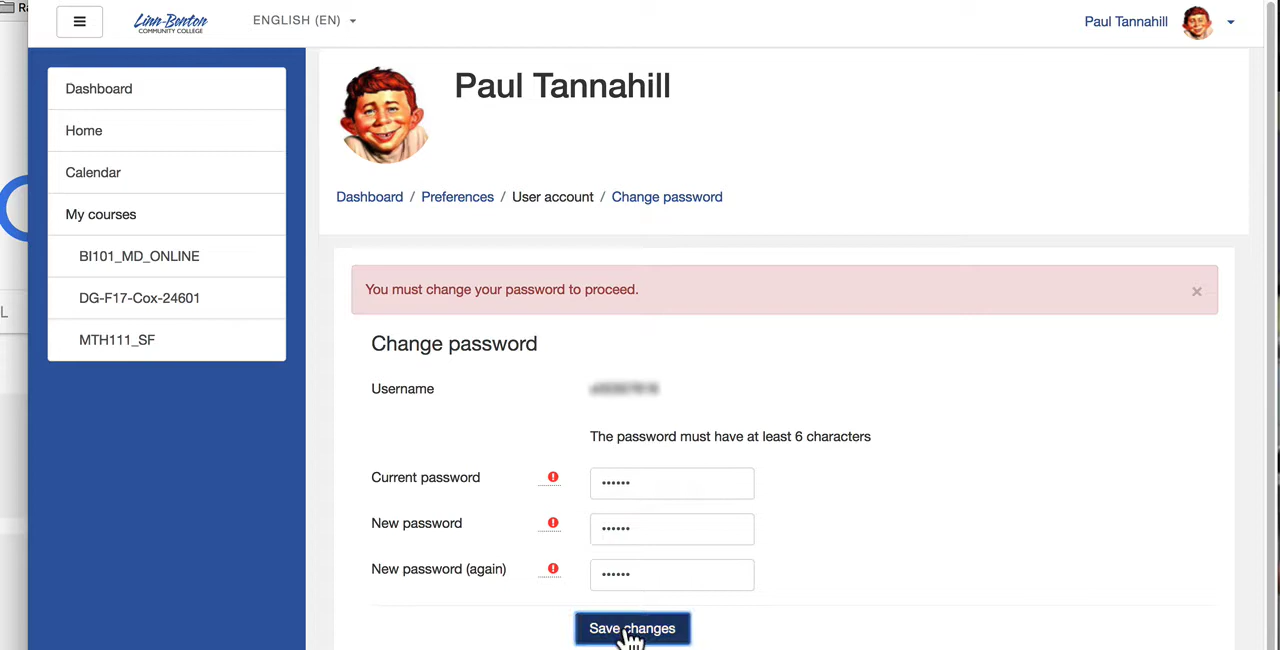 Ra
Linn-Benton
COMMUNITY COLLEGE
ENGLISH (EN)
Paul Tannahill
Dashboard
Home
Calendar
My courses
BI101_MD_ONLINE
DG-F17-Cox-24601
MTH111_SF
L
Paul Tannahill
Dashboard / Preferences / User account / Change password
You must change your password to proceed.
×
Change password
Username
The password must have at least 6 characters
Current password
••••••
New password
••••••
New password (again)
••••••
Save changes